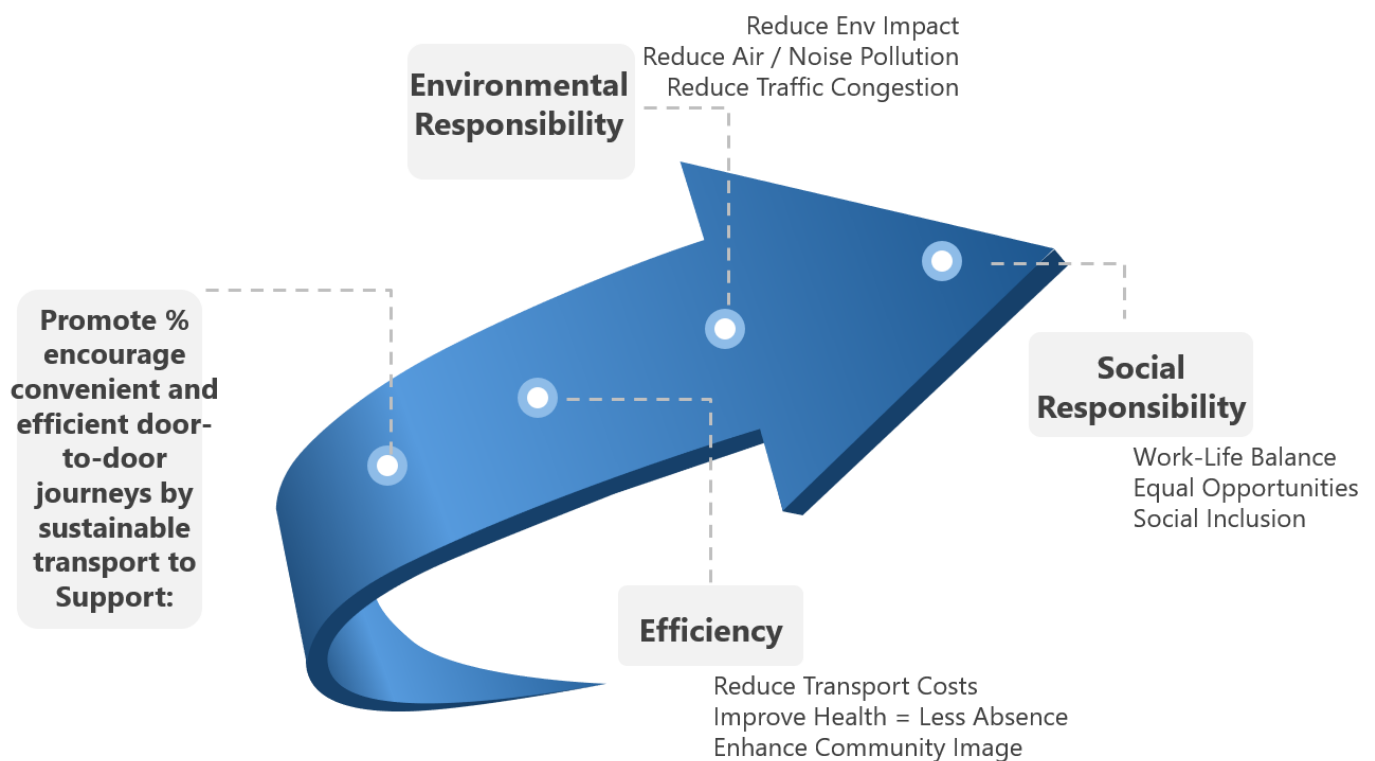 Reduce Env Impact
Reduce Air / Noise Pollution
Reduce Traffic Congestion
Environmental
Responsibility
Promote %
encourage
convenient and
efficient door-
to-door
journeys by
sustainable
transport to
Support:
Social
Responsibility
Work-Life Balance
Equal Opportunities
Social Inclusion
Efficiency
Reduce Transport Costs
Improve Health = Less Absence
Enhance Community Image